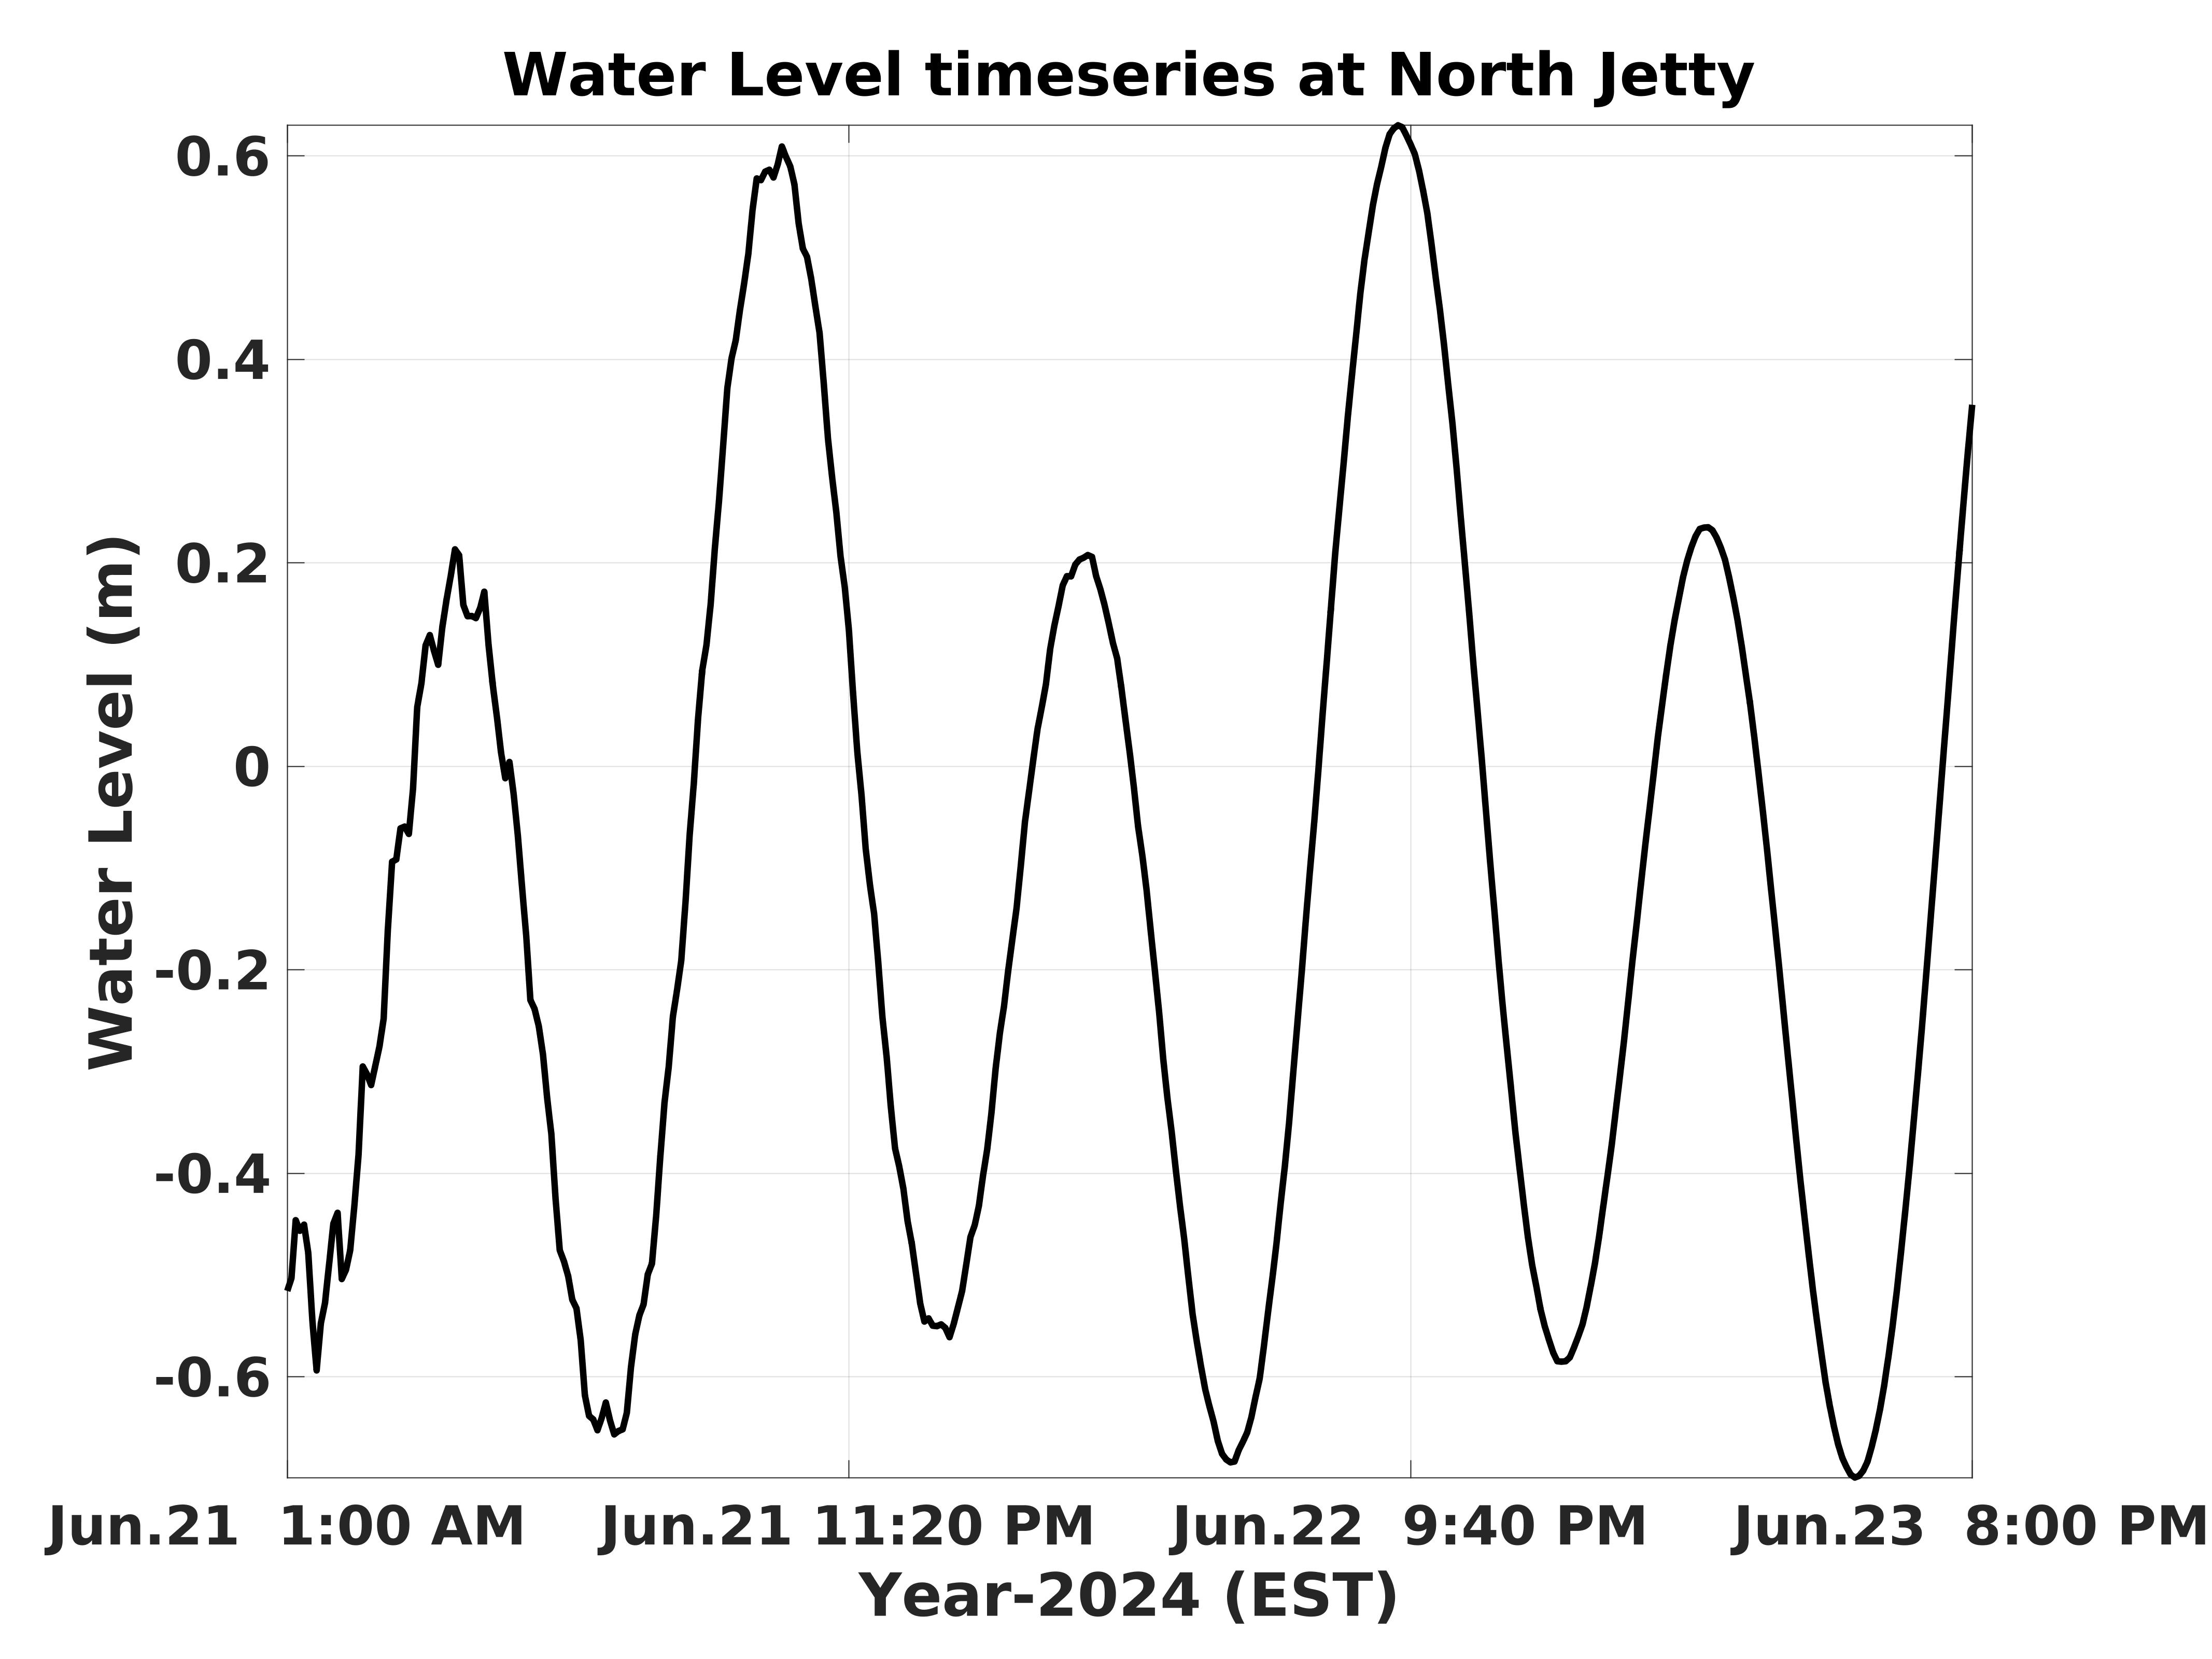 Water Level timeseries at North Jetty
0.6
0.4
0.2
0
-0.2
-0.4
-0.6
Water Level (m)
Jun.21 1:00 AM Jun.21 11:20 PM Jun.22 9:40 PM Jun.23 8:00 PM
Year-2024 (EST)